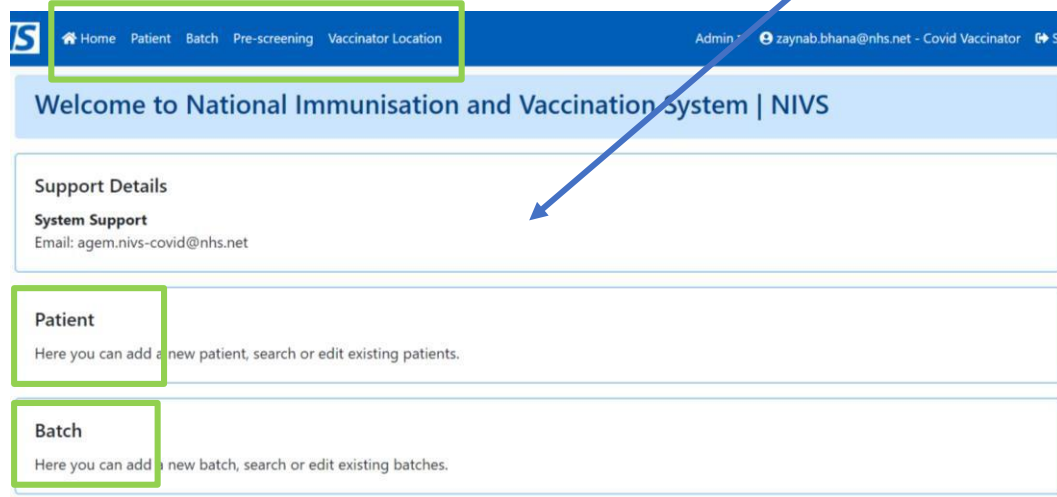 Home Patient Batch Pre-screening Vaccinator Location Admin zaynab.bhana@nhs.net - Covid Vaccinator
Welcome to National Immunisation and Vaccination System | NIVS
Support Details
System Support
Email: agem.nivs-covid@nhs.net
Patient
Here you can add a new patient, search or edit existing patients.
Batch
Here you can add a new batch, search or edit existing batches.